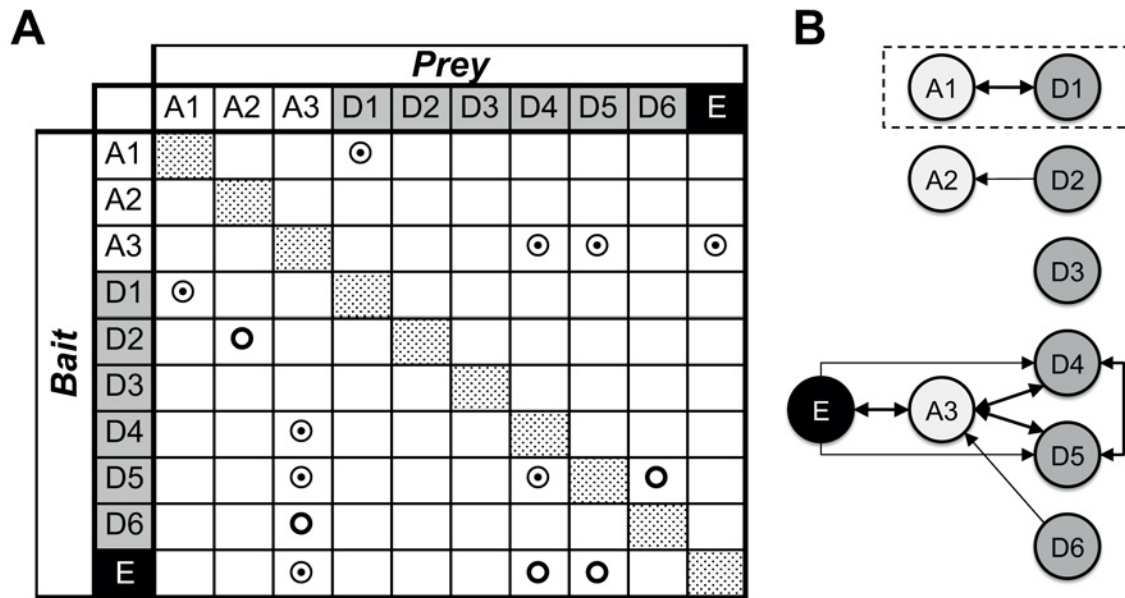 A
B
Prey
A1 A2 A3 D1 D2 D3 D4 D5 D6 E
Bait
A1
A2
A3
D1
D2
D3
D4
D5
D6
E
A1 D1
A2 D2
D3
D4
E A3
D5
D6